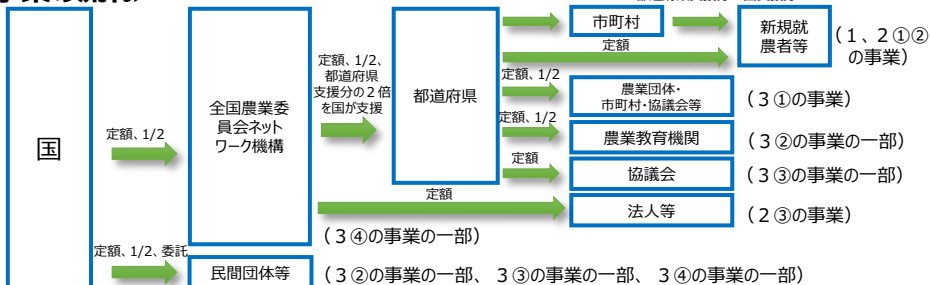 市町村
新規就
農者等
(１、２①②
の事業)
定額
定額、1/2、
都道府県
支援分の２倍
を国が支援
都道府県
定額、1/2
農業団体・
市町村・協議会等
(３①の事業)
全国農業委
員会ネット
ワーク機構
国
定額、1/2
定額、1/2
農業教育機関
(３②の事業の一部)
定額
協議会
(３③の事業の一部)
定額
法人等
(２③の事業)
(３④の事業の一部)
定額、1/2、委託
民間団体等
(３②の事業の一部、３③の事業の一部、３④の事業の一部)